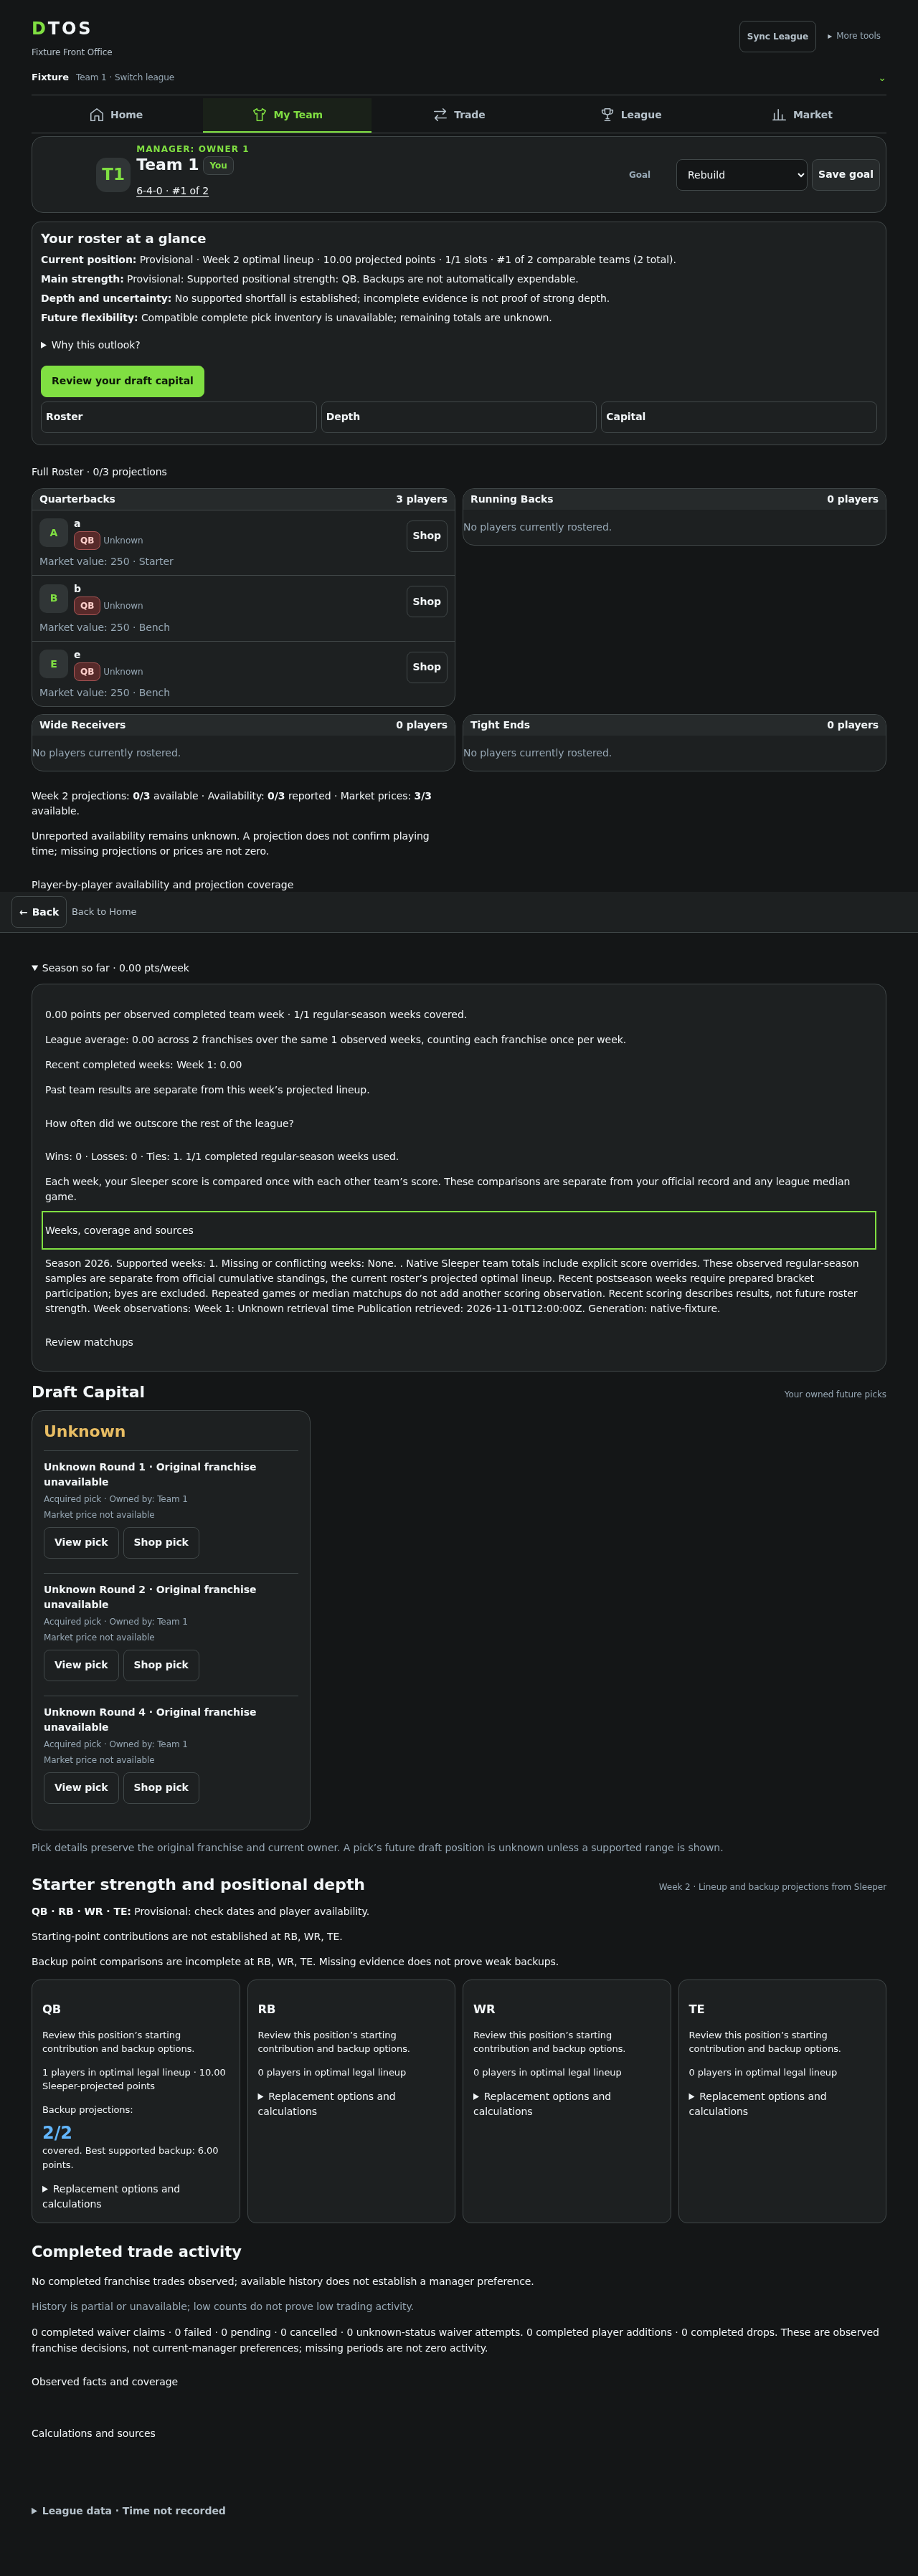 DTOS
Fixture Front Office
Sync League
▸ More tools
Fixture Team 1 · Switch league
Home
My Team
Trade
League
Market
T1
MANAGER: OWNER 1
Team 1 You
6-4-0 · #1 of 2
Goal
Rebuild
Save goal
Your roster at a glance
Current position: Provisional · Week 2 optimal lineup · 10.00 projected points · 1/1 slots · #1 of 2 comparable teams (2 total).
Main strength: Provisional: Supported positional strength: QB. Backups are not automatically expendable.
Depth and uncertainty: No supported shortfall is established; incomplete evidence is not proof of strong depth.
Future flexibility: Compatible complete pick inventory is unavailable; remaining totals are unknown.
▶ Why this outlook?
Review your draft capital
Roster
Depth
Capital
Full Roster · 0/3 projections
Quarterbacks 3 players
A
a
QB Unknown
Shop
Market value: 250 · Starter
B
b
QB Unknown
Shop
Market value: 250 · Bench
E
e
QB Unknown
Shop
Market value: 250 · Bench
Running Backs 0 players
No players currently rostered.
Wide Receivers 0 players
No players currently rostered.
Tight Ends 0 players
No players currently rostered.
Week 2 projections: 0/3 available · Availability: 0/3 reported · Market prices: 3/3
available.
Unreported availability remains unknown. A projection does not confirm playing
time; missing projections or prices are not zero.
Player-by-player availability and projection coverage
← Back
Back to Home
▼ Season so far · 0.00 pts/week
0.00 points per observed completed team week · 1/1 regular-season weeks covered.
League average: 0.00 across 2 franchises over the same 1 observed weeks, counting each franchise once per week.
Recent completed weeks: Week 1: 0.00
Past team results are separate from this week’s projected lineup.
How often did we outscore the rest of the league?
Wins: 0 · Losses: 0 · Ties: 1. 1/1 completed regular-season weeks used.
Each week, your Sleeper score is compared once with each other team’s score. These comparisons are separate from your official record and any league median
game.
Weeks, coverage and sources
Season 2026. Supported weeks: 1. Missing or conflicting weeks: None. . Native Sleeper team totals include explicit score overrides. These observed regular-season
samples are separate from official cumulative standings, the current roster’s projected optimal lineup. Recent postseason weeks require prepared bracket
participation; byes are excluded. Repeated games or median matchups do not add another scoring observation. Recent scoring describes results, not future roster
strength. Week observations: Week 1: Unknown retrieval time Publication retrieved: 2026-11-01T12:00:00Z. Generation: native-fixture.
Review matchups
Draft Capital
Your owned future picks
Unknown
Unknown Round 1 · Original franchise
unavailable
Acquired pick · Owned by: Team 1
Market price not available
View pick
Shop pick
Unknown Round 2 · Original franchise
unavailable
Acquired pick · Owned by: Team 1
Market price not available
View pick
Shop pick
Unknown Round 4 · Original franchise
unavailable
Acquired pick · Owned by: Team 1
Market price not available
View pick
Shop pick
Pick details preserve the original franchise and current owner. A pick’s future draft position is unknown unless a supported range is shown.
Starter strength and positional depth
Week 2 · Lineup and backup projections from Sleeper
QB · RB · WR · TE: Provisional: check dates and player availability.
Starting-point contributions are not established at RB, WR, TE.
Backup point comparisons are incomplete at RB, WR, TE. Missing evidence does not prove weak backups.
QB
Review this position’s starting
contribution and backup options.
1 players in optimal legal lineup · 10.00
Sleeper-projected points
Backup projections:
2/2
covered. Best supported backup: 6.00
points.
▶ Replacement options and
calculations
RB
Review this position’s starting
contribution and backup options.
0 players in optimal legal lineup
▶ Replacement options and
calculations
WR
Review this position’s starting
contribution and backup options.
0 players in optimal legal lineup
▶ Replacement options and
calculations
TE
Review this position’s starting
contribution and backup options.
0 players in optimal legal lineup
▶ Replacement options and
calculations
Completed trade activity
No completed franchise trades observed; available history does not establish a manager preference.
History is partial or unavailable; low counts do not prove low trading activity.
0 completed waiver claims · 0 failed · 0 pending · 0 cancelled · 0 unknown-status waiver attempts. 0 completed player additions · 0 completed drops. These are observed
franchise decisions, not current-manager preferences; missing periods are not zero activity.
Observed facts and coverage
Calculations and sources
▶ League data · Time not recorded